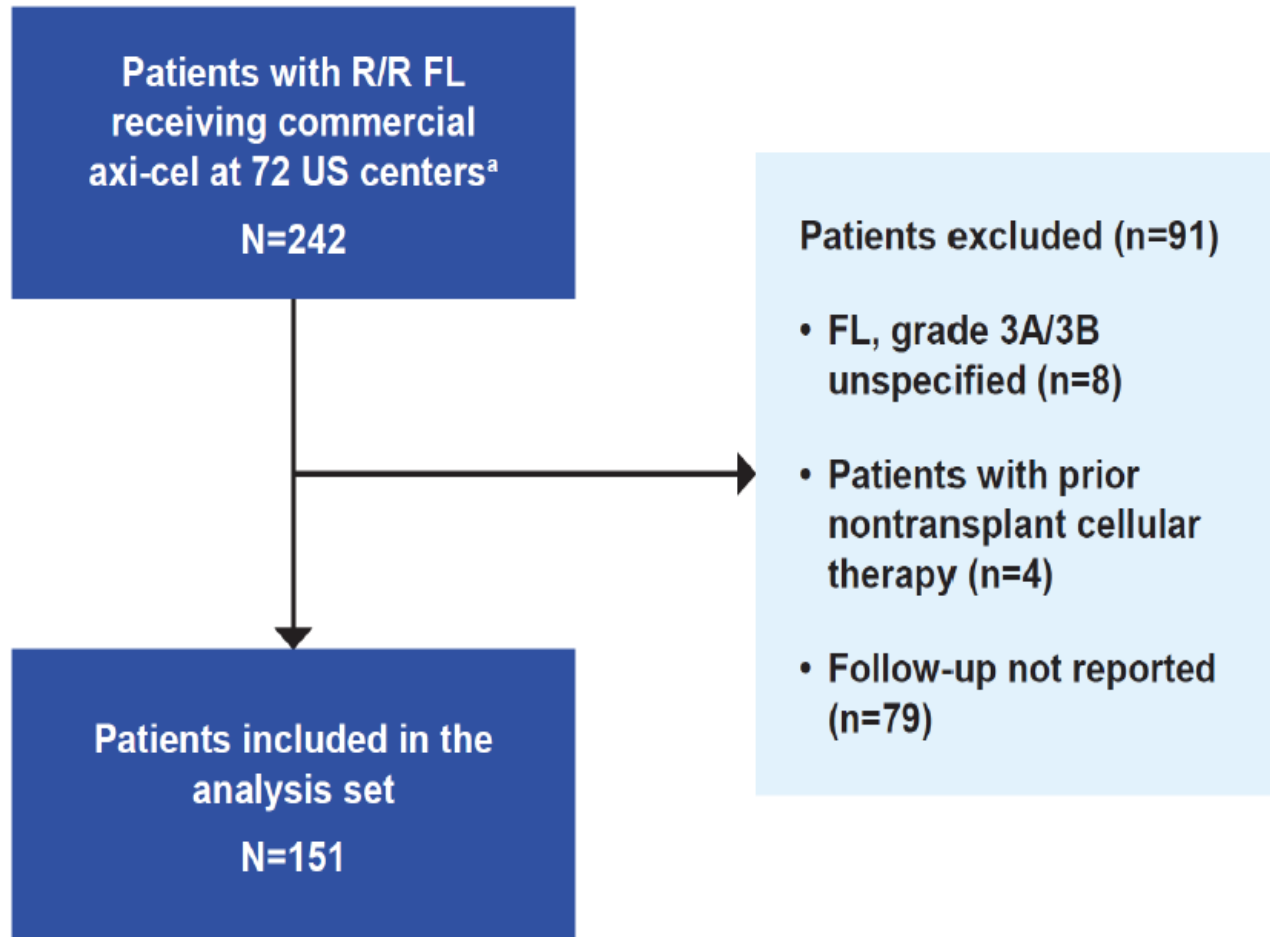 Patients with R/R FL
receiving commercial
axi-cel at 72 US centersᵃ
N=242
Patients excluded (n=91)
• FL, grade 3A/3B
unspecified (n=8)
• Patients with prior
nontransplant cellular
therapy (n=4)
• Follow-up not reported
(n=79)
Patients included in the
analysis set
N=151